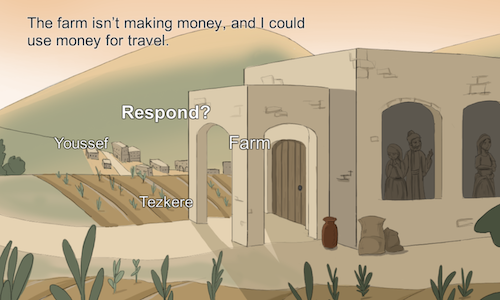 The farm isn't making money, and I could
use money for travel.
Respond?
Youssef
Farm
Tezkere